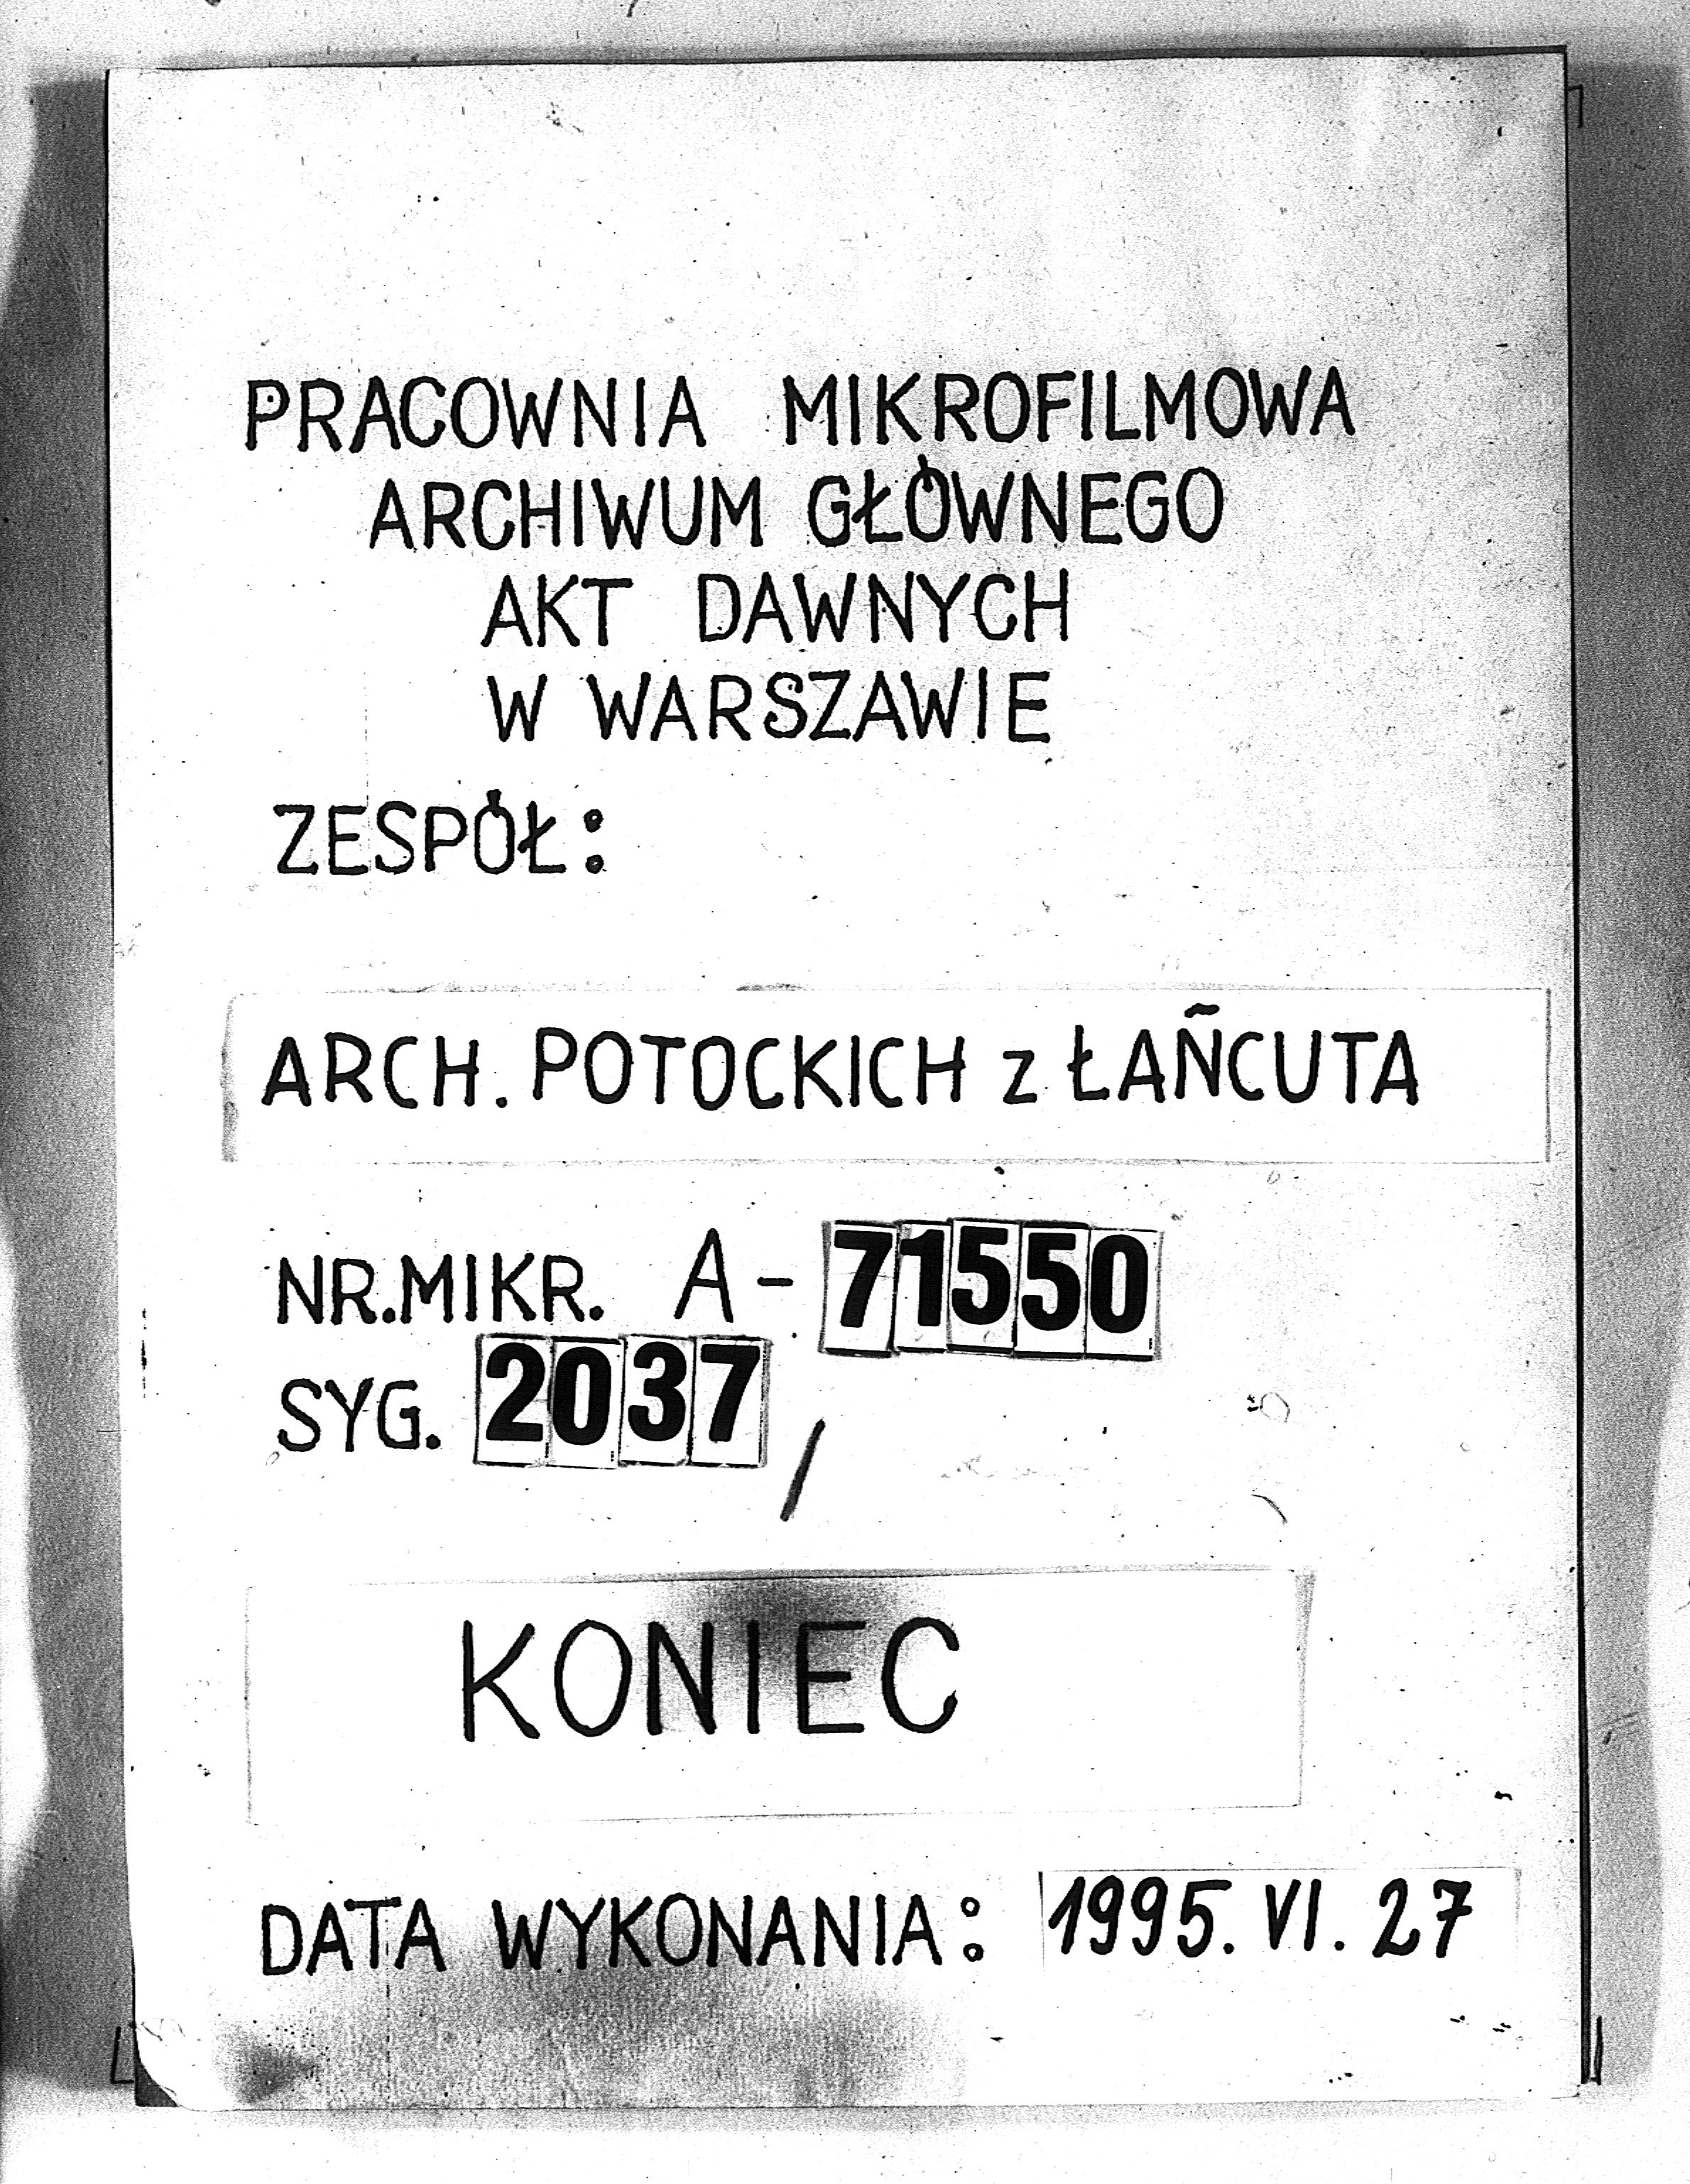 PRACOWNIA MIKROFILMOWA
ARCHIWUM GŁÓWNEGO
AKT DAWNYCH
W WARSZAWIE
ZESPÓŁ:
ARCH. POTOCKICH z ŁAŃCUTA
NR.MIKR. A-71550
SYG. 2037/
KONIEC
DATA WYKONANIA: 1995. VI. 27